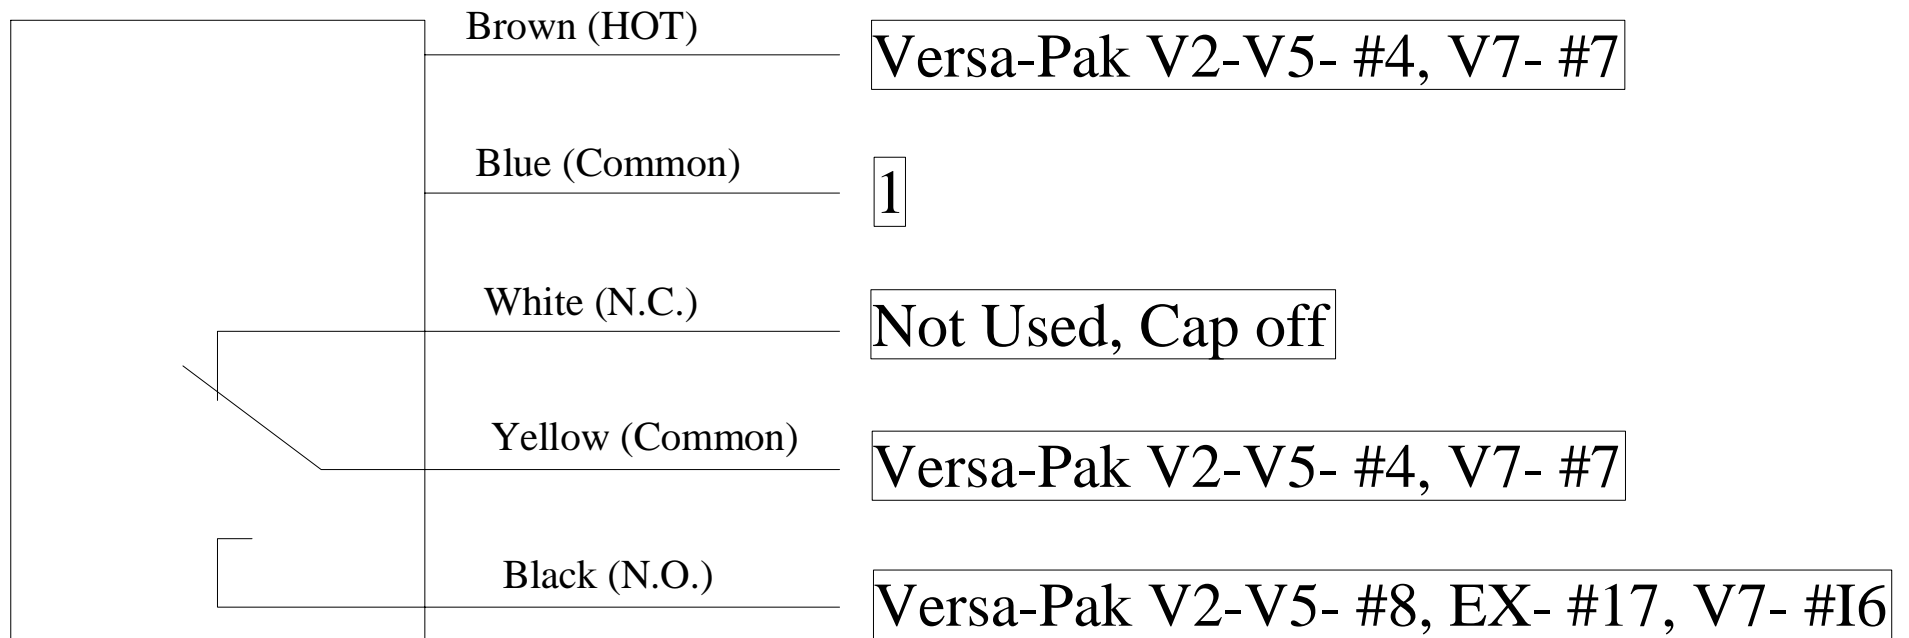 Brown (HOT)
Versa-Pak V2-V5- #4, V7- #7
Blue (Common)
1
White (N.C.)
Not Used, Cap off
Yellow (Common)
Versa-Pak V2-V5- #4, V7- #7
Black (N.O.)
Versa-Pak V2-V5- #8, EX- #17, V7- #I6